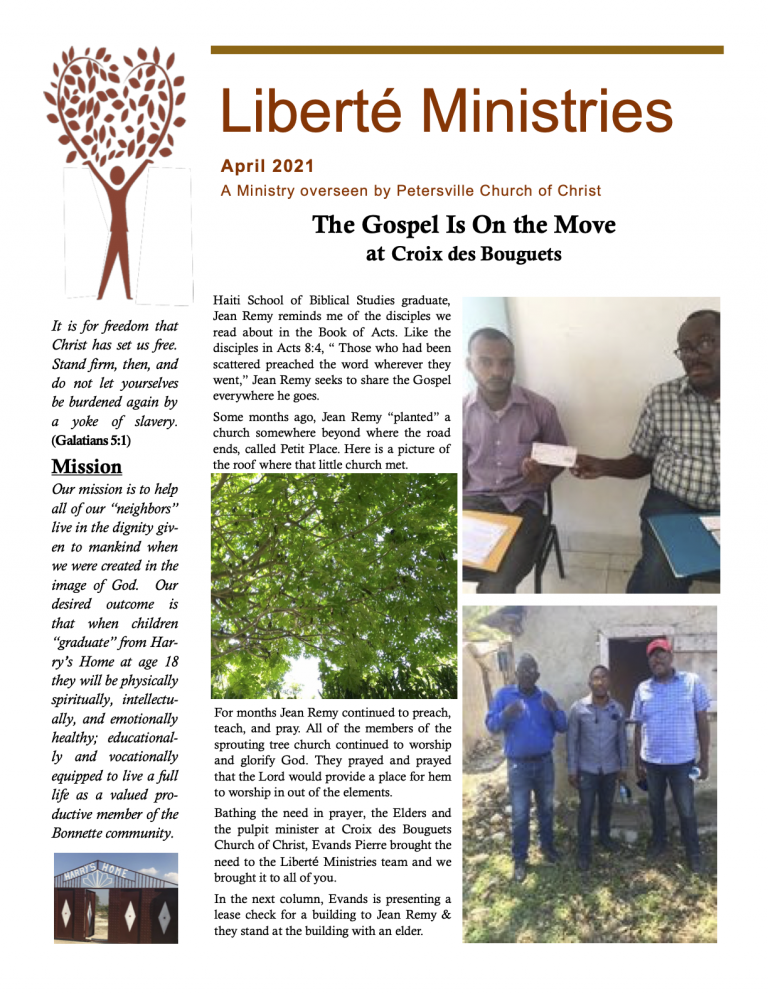 Liberté Ministries
April 2021
A Ministry overseen by Petersville Church of Christ
The Gospel Is On the Move
at Croix des Bouguets
It is for freedom that
Christ has set us free.
Stand firm, then, and
do not let yourselves
be burdened again by
a yoke of slavery.
(Galatians 5:1)
Mission
Our mission is to help
all of our “neighbors”
live in the dignity giv-
en to mankind when
we were created in the
image of God. Our
desired outcome is
that when children
“graduate” from Har-
ry’s Home at age 18
they will be physically
spiritually, intellectu-
ally, and emotionally
healthy; educational-
ly and vocationally
equipped to live a full
life as a valued pro-
ductive member of the
Bonnette community.
HARRY'S HOME
Haiti School of Biblical Studies graduate,
Jean Remy reminds me of the disciples we
read about in the Book of Acts. Like the
disciples in Acts 8:4, “ Those who had been
scattered preached the word wherever they
went,” Jean Remy seeks to share the Gospel
everywhere he goes.
Some months ago, Jean Remy “planted” a
church somewhere beyond where the road
ends, called Petit Place. Here is a picture of
the roof where that little church met.
For months Jean Remy continued to preach,
teach, and pray. All of the members of the
sprouting tree church continued to worship
and glorify God. They prayed and prayed
that the Lord would provide a place for hem
to worship in out of the elements.
Bathing the need in prayer, the Elders and
the pulpit minister at Croix des Bouguets
Church of Christ, Evands Pierre brought the
need to the Liberté Ministries team and we
brought it to all of you.
In the next column, Evands is presenting a
lease check for a building to Jean Remy &
they stand at the building with an elder.